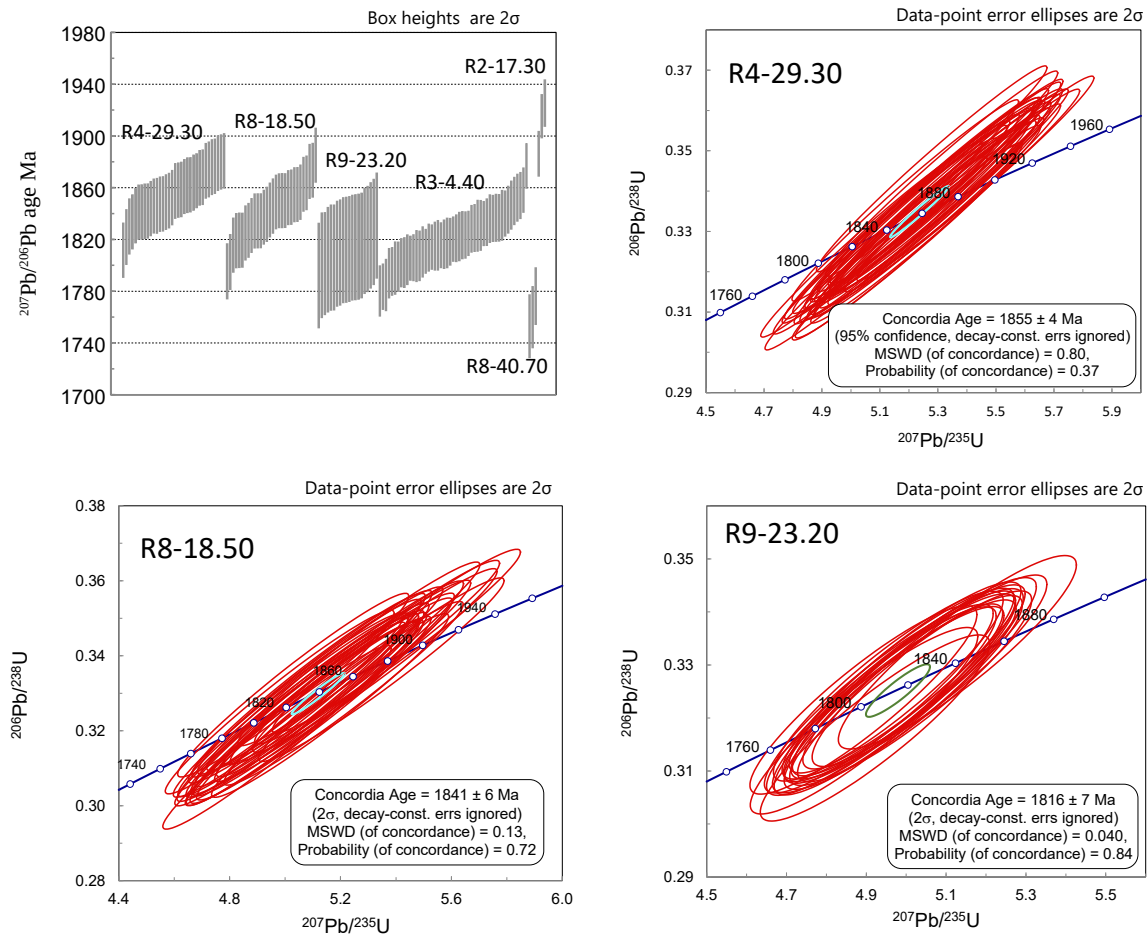 Box heights are 2σ
1980
1940
1900
1860
1820
1780
1740
1700
²⁰⁷Pb/²⁰⁶Pb age Ma
R4-29.30
R8-18.50
R9-23.20
R3-4.40
R2-17.30
R8-40.70
Data-point error ellipses are 2σ
R4-29.30
0.37
0.35
0.33
0.31
0.29
²⁰⁶Pb/²³⁸U
1760
1800
1840
1880
1920
1960
Concordia Age = 1855 ± 4 Ma
(95% confidence, decay-const. errs ignored)
MSWD (of concordance) = 0.80,
Probability (of concordance) = 0.37
4.5 4.7 4.9 5.1 5.3 5.5 5.7 5.9
²⁰⁷Pb/²³⁵U
Data-point error ellipses are 2σ
R8-18.50
0.38
0.36
0.34
0.32
0.30
0.28
²⁰⁶Pb/²³⁸U
1740
1780
1820
1860
1900
1940
Concordia Age = 1841 ± 6 Ma
(2σ, decay-const. errs ignored)
MSWD (of concordance) = 0.13,
Probability (of concordance) = 0.72
4.4 4.8 5.2 5.6 6.0
²⁰⁷Pb/²³⁵U
Data-point error ellipses are 2σ
R9-23.20
0.35
0.33
0.31
0.29
²⁰⁶Pb/²³⁸U
1760
1800
1840
1880
Concordia Age = 1816 ± 7 Ma
(2σ, decay-const. errs ignored)
MSWD (of concordance) = 0.040,
Probability (of concordance) = 0.84
4.5 4.7 4.9 5.1 5.3 5.5
²⁰⁷Pb/²³⁵U